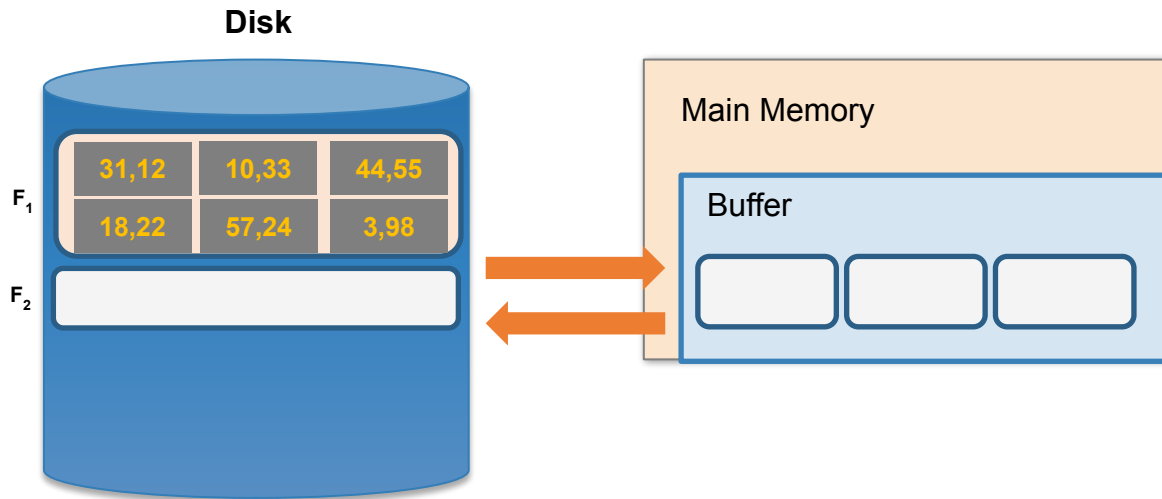 Disk
Main Memory
31,12 10,33 44,55
F1
18,22 57,24 3,98
Buffer
F2